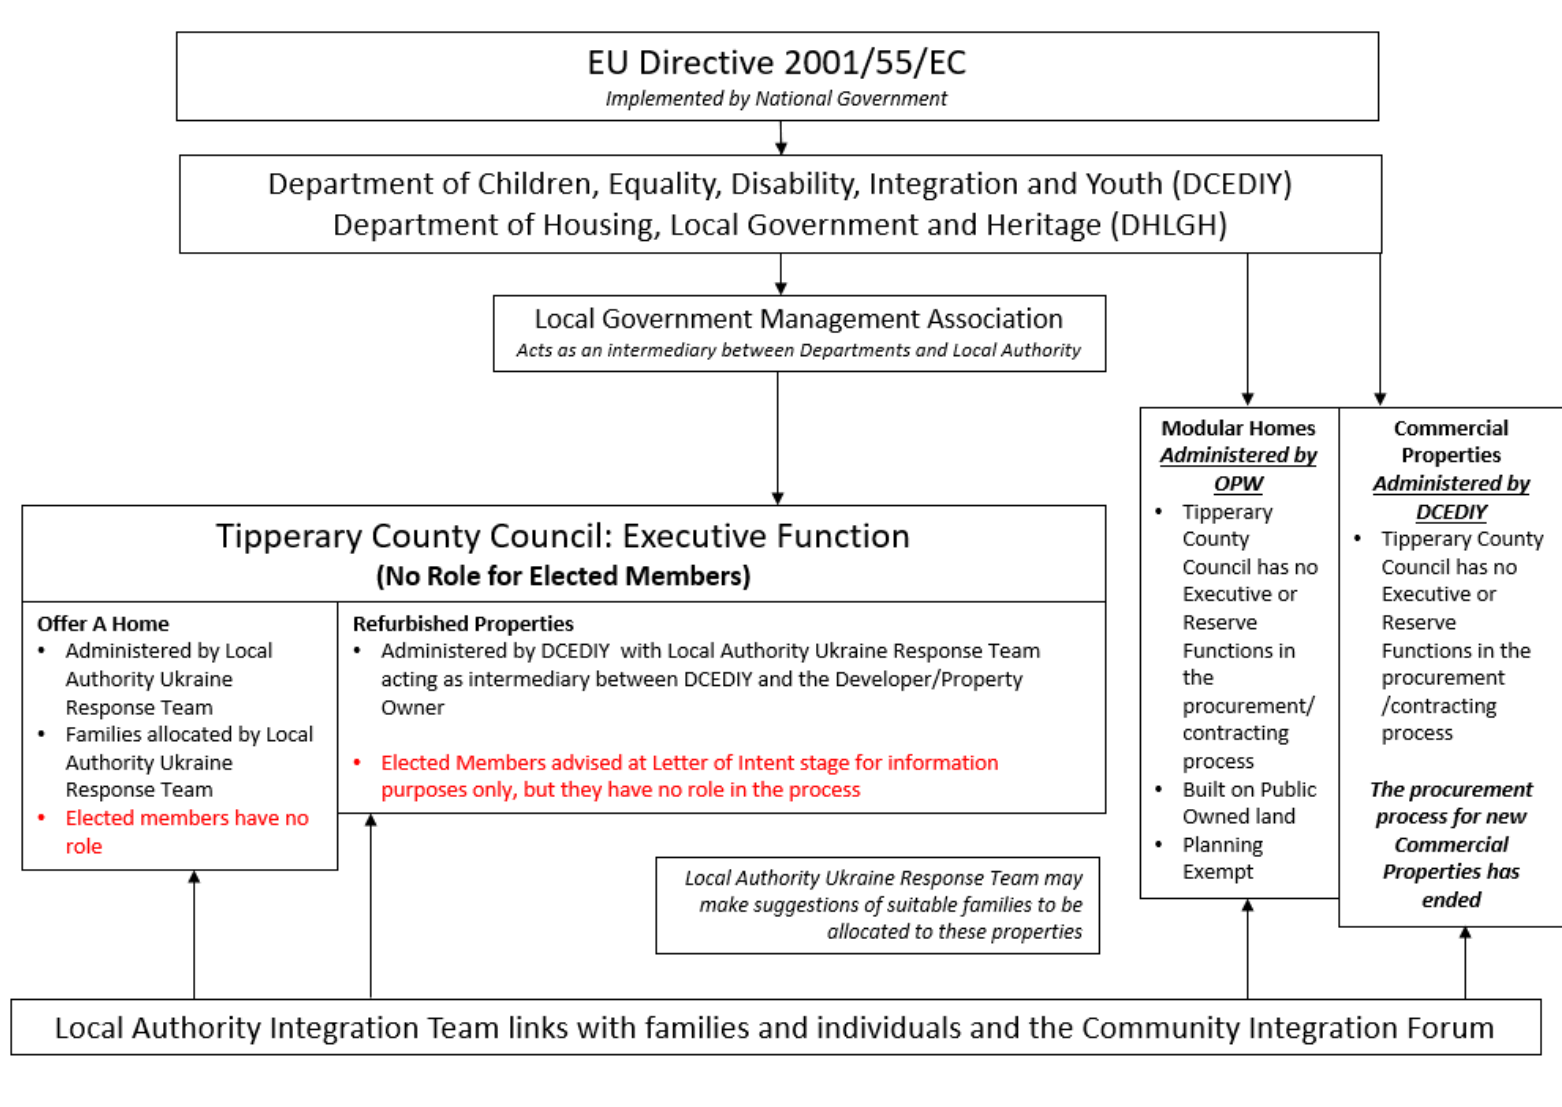 EU Directive 2001/55/EC
Implemented by National Government
Department of Children, Equality, Disability, Integration and Youth (DCEDIY)
Department of Housing, Local Government and Heritage (DHLGH)
Local Government Management Association
Acts as an intermediary between Departments and Local Authority
Tipperary County Council: Executive Function
(No Role for Elected Members)
Offer A Home
• Administered by Local
Authority Ukraine
Response Team
• Families allocated by Local
Authority Ukraine
Response Team
• Elected members have no
role
Refurbished Properties
• Administered by DCEDIY with Local Authority Ukraine Response Team
acting as intermediary between DCEDIY and the Developer/Property
Owner
• Elected Members advised at Letter of Intent stage for information
purposes only, but they have no role in the process
Modular Homes
Administered by
OPW
• Tipperary
County
Council has no
Executive or
Reserve
Functions in
the
procurement/
contracting
process
• Built on Public
Owned land
• Planning
Exempt
Commercial
Properties
Administered by
DCEDIY
• Tipperary County
Council has no
Executive or
Reserve
Functions in the
procurement
/contracting
process
The procurement
process for new
Commercial
Properties has
ended
Local Authority Ukraine Response Team may
make suggestions of suitable families to be
allocated to these properties
Local Authority Integration Team links with families and individuals and the Community Integration Forum